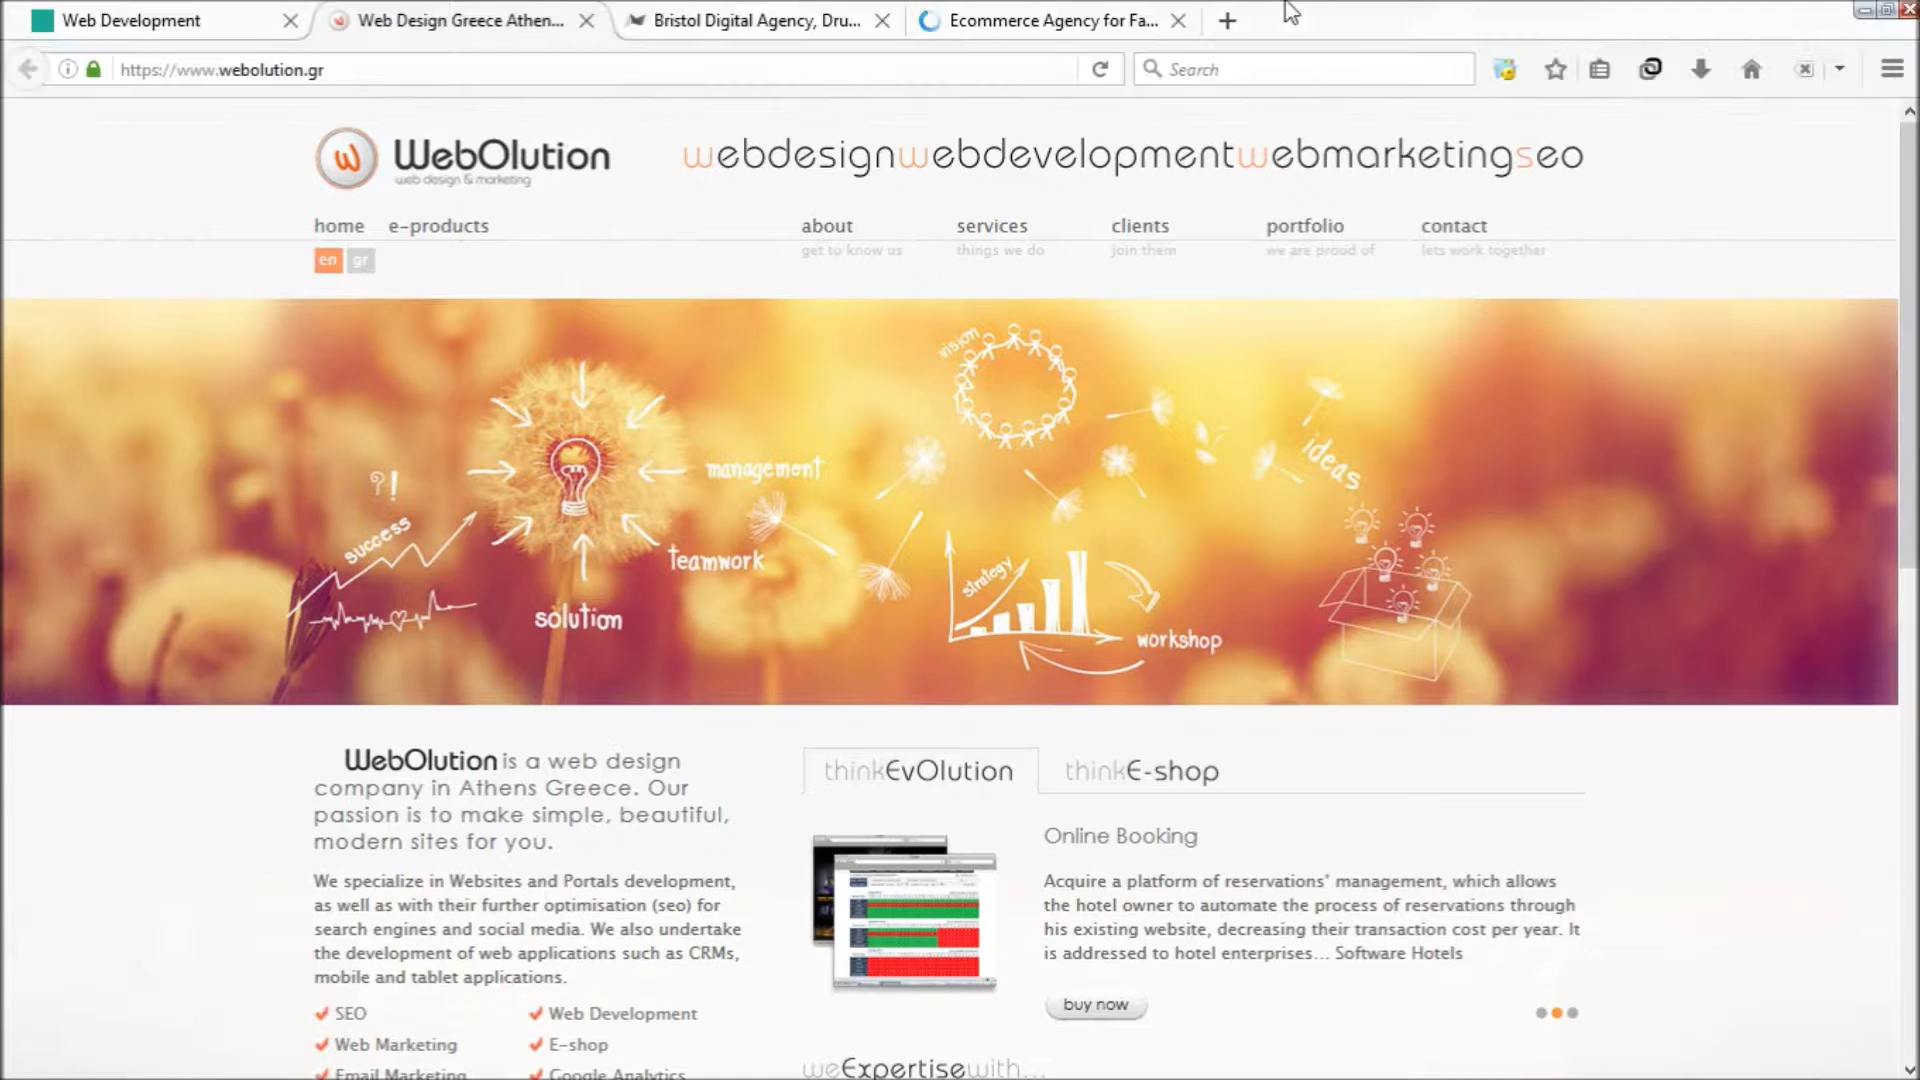 Web Development
Web Design Greece Athen...
Bristol Digital Agency, Dru...
Ecommerce Agency for Fa...
https://www.webolution.gr
Search
w
WebOlution
web design & marketing
webdesignwebdevelopmentwebmarketingseo
home
e-products
about
services
clients
portfolio
contact
get to know us
things we do
join them
we are proud of
lets work together
en
gr
vision
ideas
management
?!
success
teamwork
strategy
solution
workshop
WebOlution is a web design
company in Athens Greece. Our
passion is to make simple, beautiful,
modern sites for you.
We specialize in Websites and Portals development,
as well as with their further optimisation (seo) for
search engines and social media. We also undertake
the development of web applications such as CRMs,
mobile and tablet applications.
SEO
Web Development
Web Marketing
E-shop
Email Marketing
Google Analytics
thinkEvOlution
thinkE-shop
Online Booking
Acquire a platform of reservations' management, which allows
the hotel owner to automate the process of reservations through
his existing website, decreasing their transaction cost per year. It
is addressed to hotel enterprises... Software Hotels
buy now
weExpertisewith...